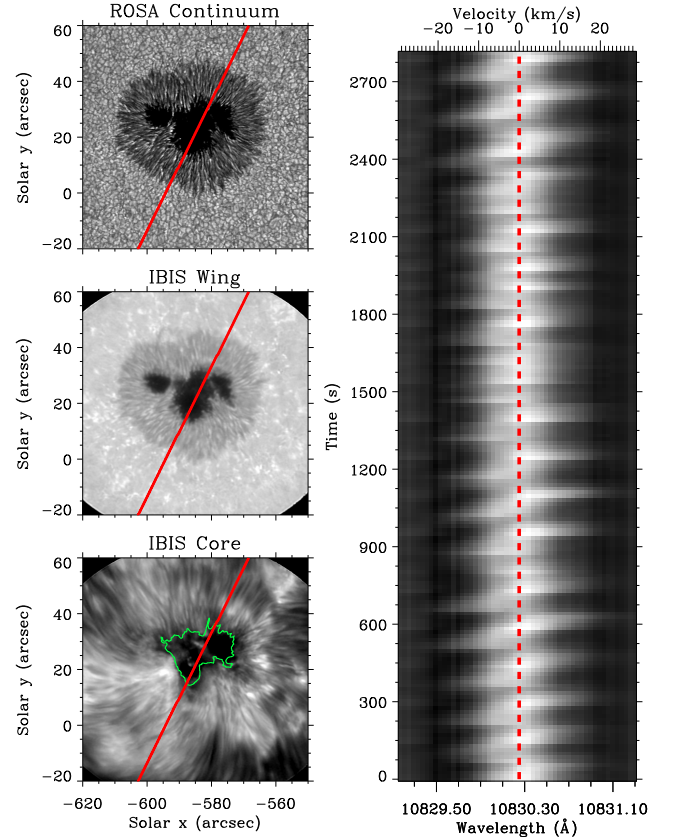 ROSA Continuum
60
40
20
0
−20
Solar y (arcsec)
IBIS Wing
60
40
20
0
−20
Solar y (arcsec)
IBIS Core
60
40
20
0
−20
Solar y (arcsec)
−620 −600 −580 −560
Solar x (arcsec)
Velocity (km/s)
−20 −10 0 10 20
2700
2400
2100
1800
1500
1200
900
600
300
0
Time (s)
10829.50 10830.30 10831.10
Wavelength (Å)